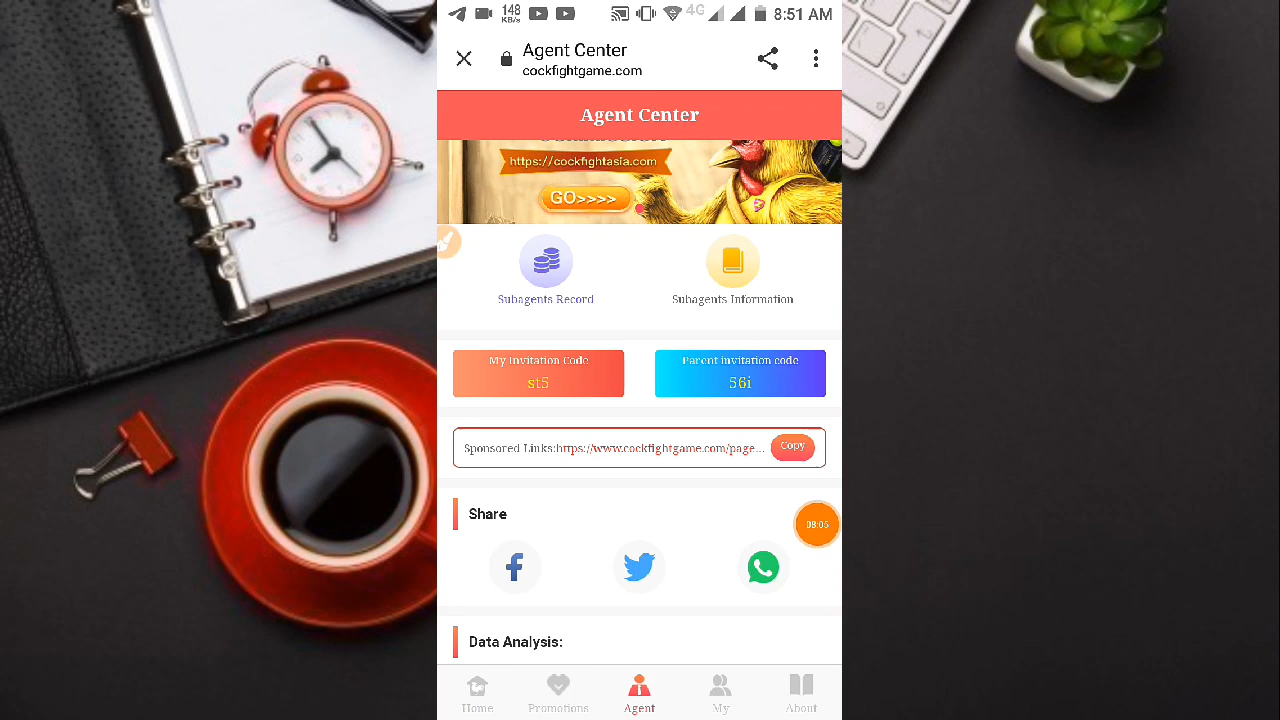 148
KB/s
4G
8:51 AM
Agent Center
cockfightgame.com
Agent Center
https://cockfightasia.com
GO>>>>
Subagents Record
Subagents Information
My Invitation Code
Parent invitation code
st5
56i
Sponsored Links:https://www.cockfightgame.com/page...
Copy
Share
08:05
Data Analysis:
Home
Promotions
Agent
My
About